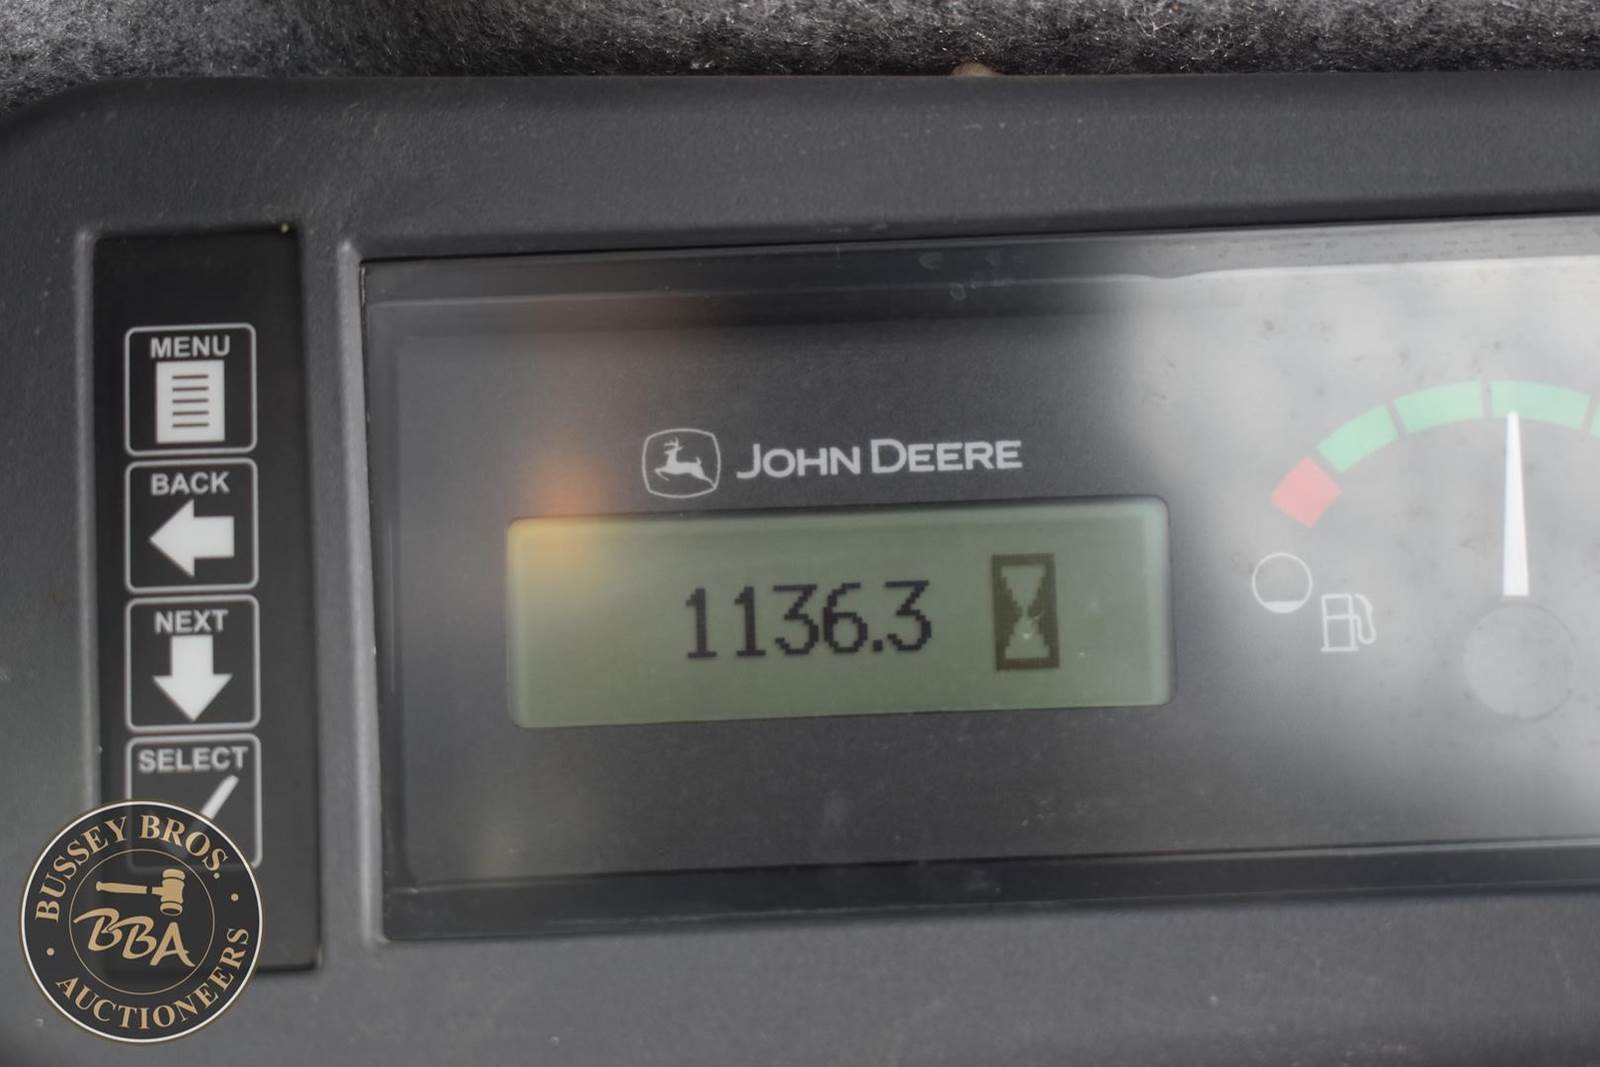 MENU
BACK
NEXT
SELECT
JOHN DEERE
1136.3
BUSSEY BROS.
BBA
AUCTIONEERS